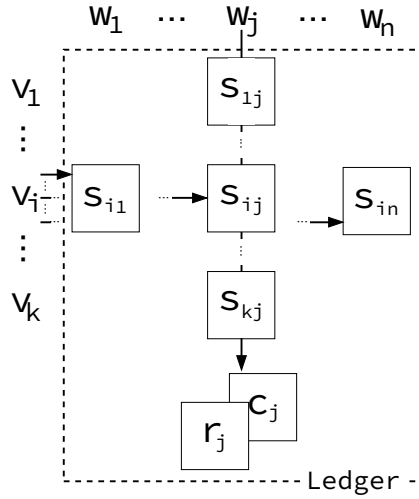 w₁ ... wⱼ ... wₙ
s₁ⱼ
v₁
...
vᵢ sᵢ₁ sᵢⱼ sᵢₙ
...
vₖ sₖⱼ
cⱼ
rⱼ
Ledger